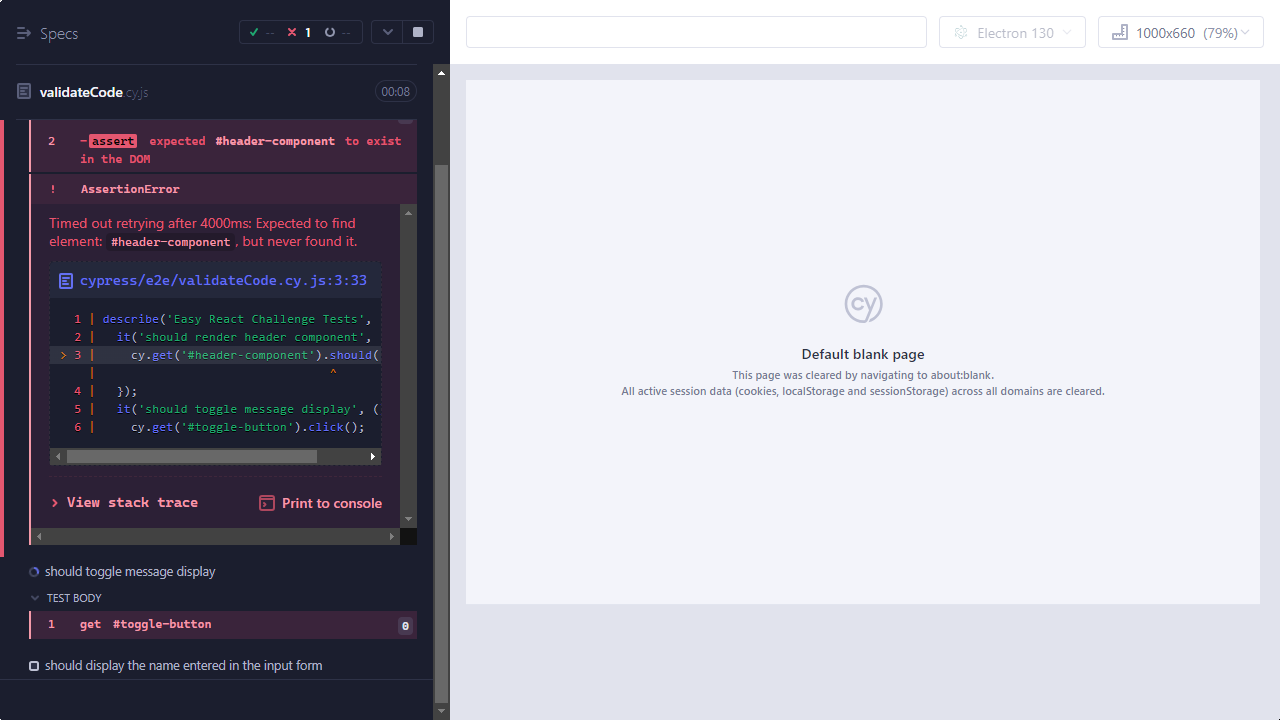 Specs
-- 1 --
Electron 130
1000x660 (79%)
validateCode.cy.js
00:08
2 -assert expected #header-component to exist
in the DOM
! AssertionError
Timed out retrying after 4000ms: Expected to find
element: #header-component, but never found it.
cypress/e2e/validateCode.cy.js:3:33
1 | describe('Easy React Challenge Tests',
2 | it('should render header component',
> 3 | cy.get('#header-component').should(
| ^
4 | });
5 | it('should toggle message display', (
6 | cy.get('#toggle-button').click();
View stack trace
Print to console
should toggle message display
TEST BODY
1 get #toggle-button 0
should display the name entered in the input form
cy
Default blank page
This page was cleared by navigating to about:blank.
All active session data (cookies, localStorage and sessionStorage) across all domains are cleared.